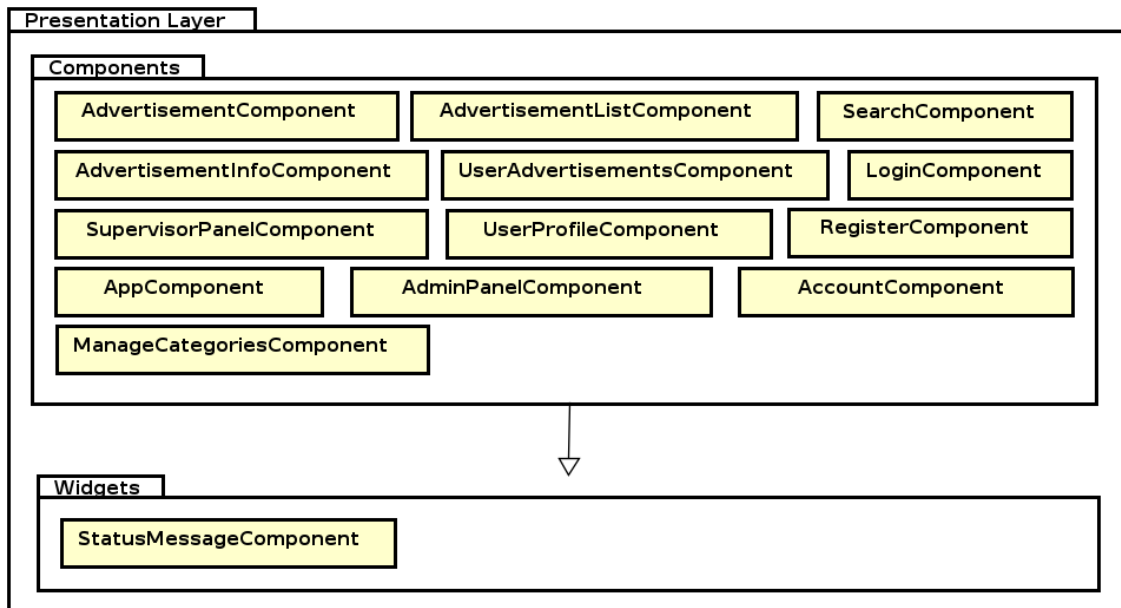 Presentation Layer
Components
AdvertisementComponent AdvertisementListComponent SearchComponent
AdvertisementInfoComponent UserAdvertisementsComponent LoginComponent
SupervisorPanelComponent UserProfileComponent RegisterComponent
AppComponent AdminPanelComponent AccountComponent
ManageCategoriesComponent
Widgets
StatusMessageComponent